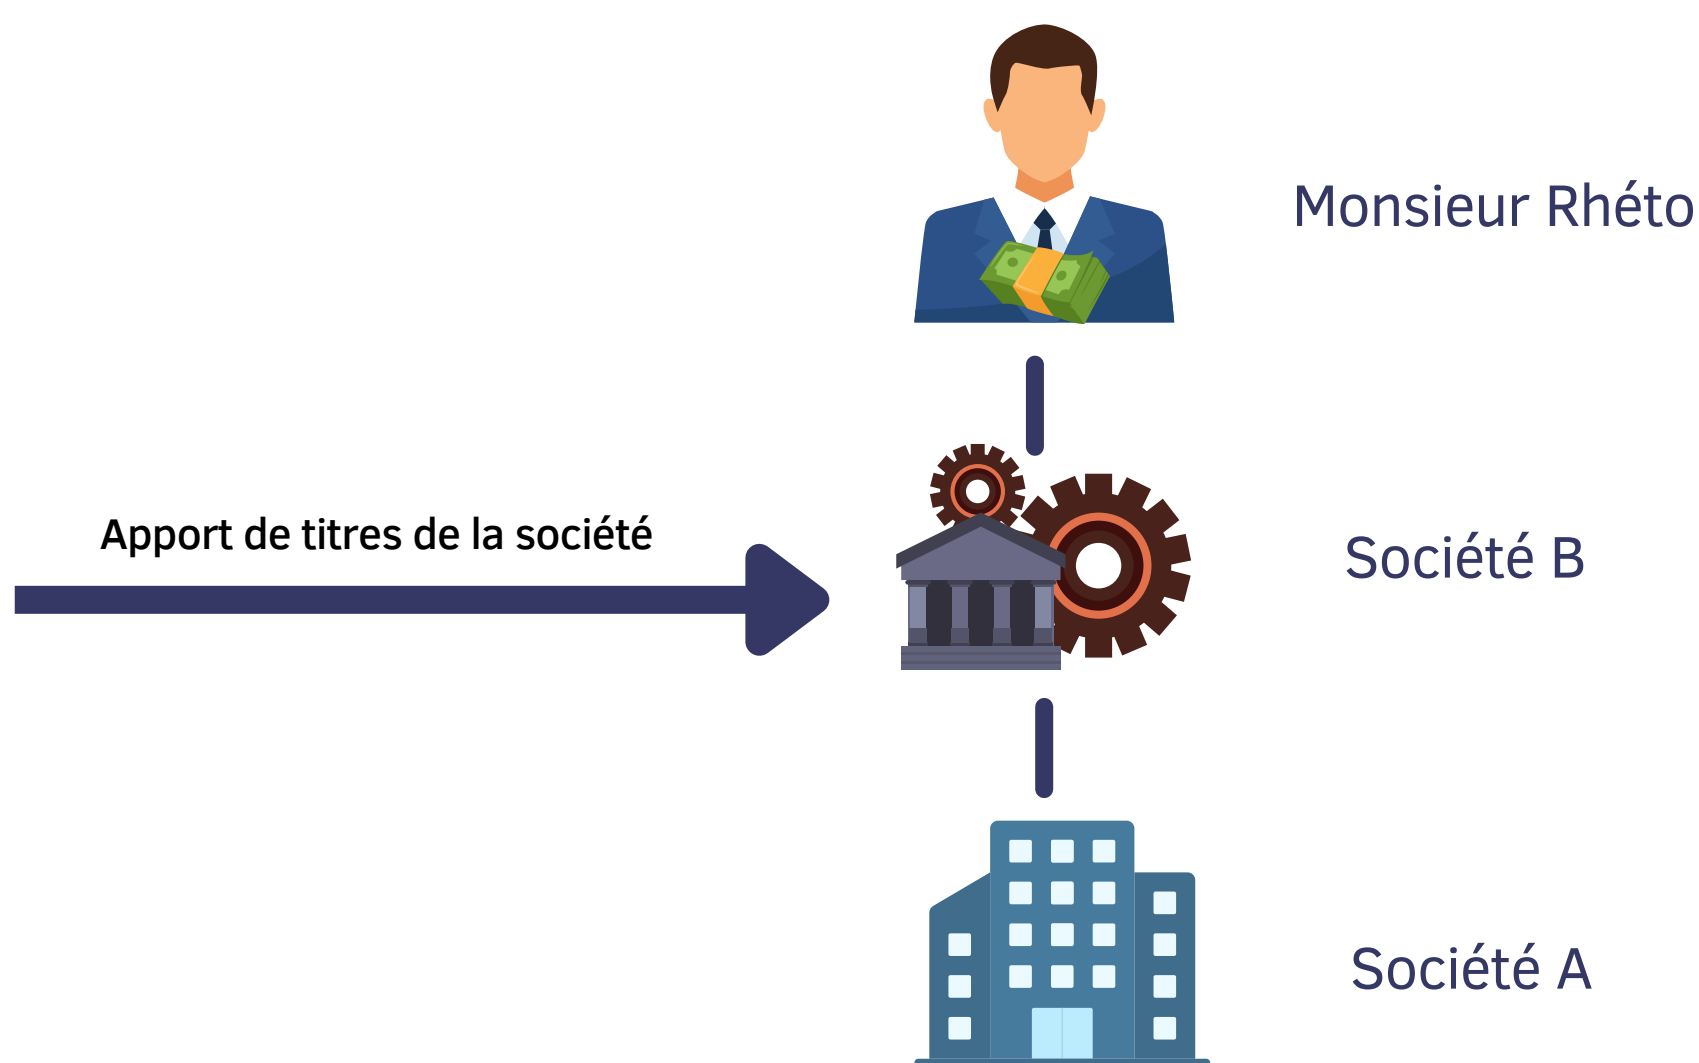 Monsieur Rhéto
Apport de titres de la société
Société B
Société A